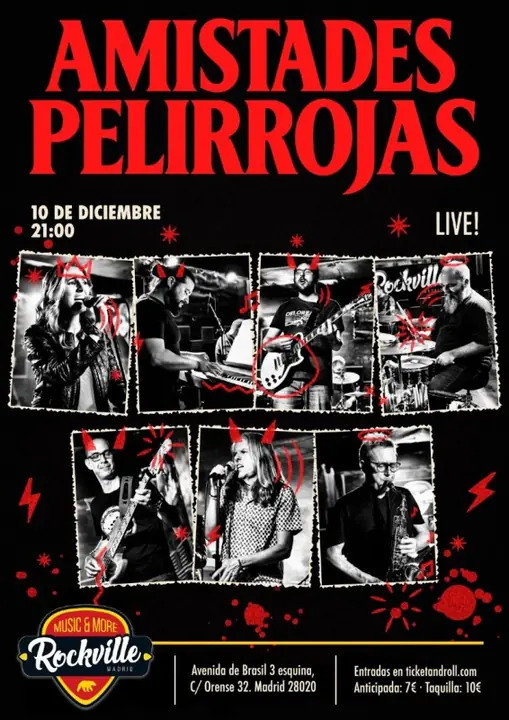 AMISTADES
PELIRROJAS
10 DE DICIEMBRE
21:00
LIVE!
Rockvill
MUSIC & MORE
Rockville
MADRID
Avenida de Brasil 3 esquina,
C/ Orense 32. Madrid 28020
Entradas en ticketandroll.com
Anticipada: 7€ · Taquilla: 10€